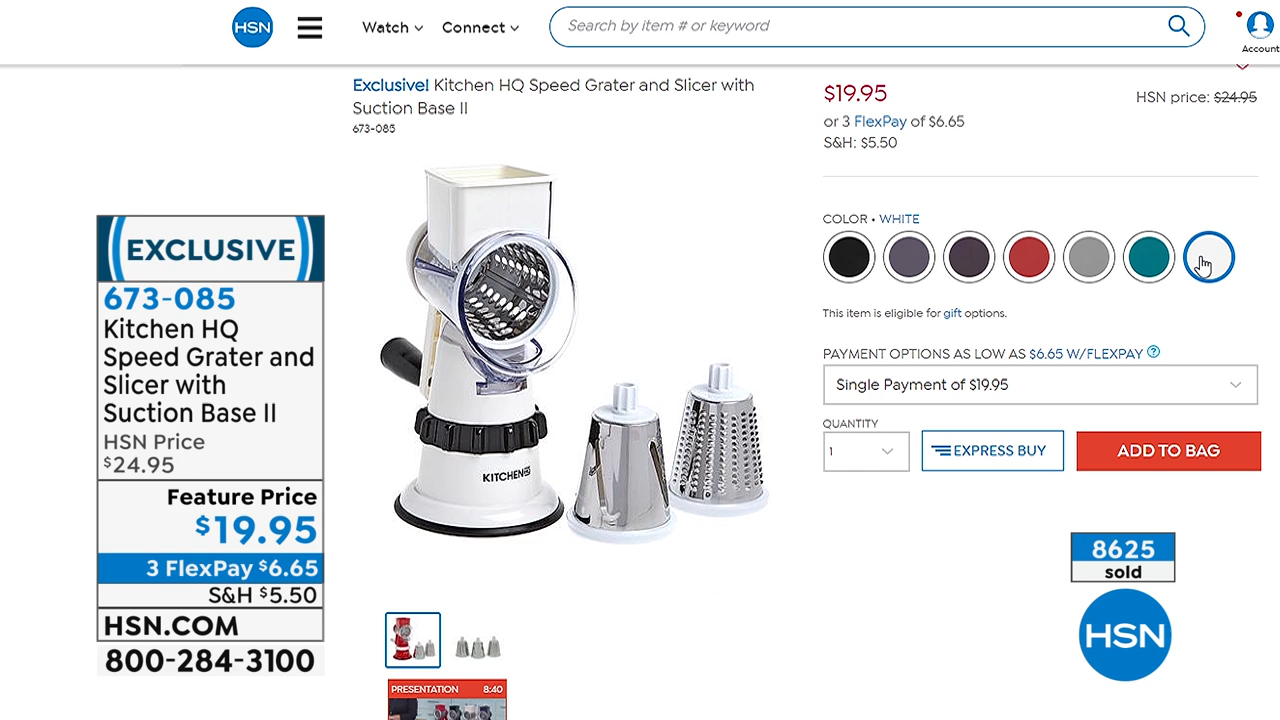 HSN
Watch
Connect
Search by item # or keyword
Account
Exclusive! Kitchen HQ Speed Grater and Slicer with
Suction Base II
673-085
$19.95
HSN price: $24.95
or 3 FlexPay of $6.65
S&H: $5.50
COLOR • WHITE
This item is eligible for gift options.
PAYMENT OPTIONS AS LOW AS $6.65 W/FLEXPAY ?
Single Payment of $19.95
QUANTITY
1
EXPRESS BUY
ADD TO BAG
KITCHEN HQ
PRESENTATION 8:40
EXCLUSIVE
673-085
Kitchen HQ
Speed Grater and
Slicer with
Suction Base II
HSN Price
$24.95
Feature Price
$19.95
3 FlexPay $6.65
S&H $5.50
HSN.COM
800-284-3100
8625
sold
HSN